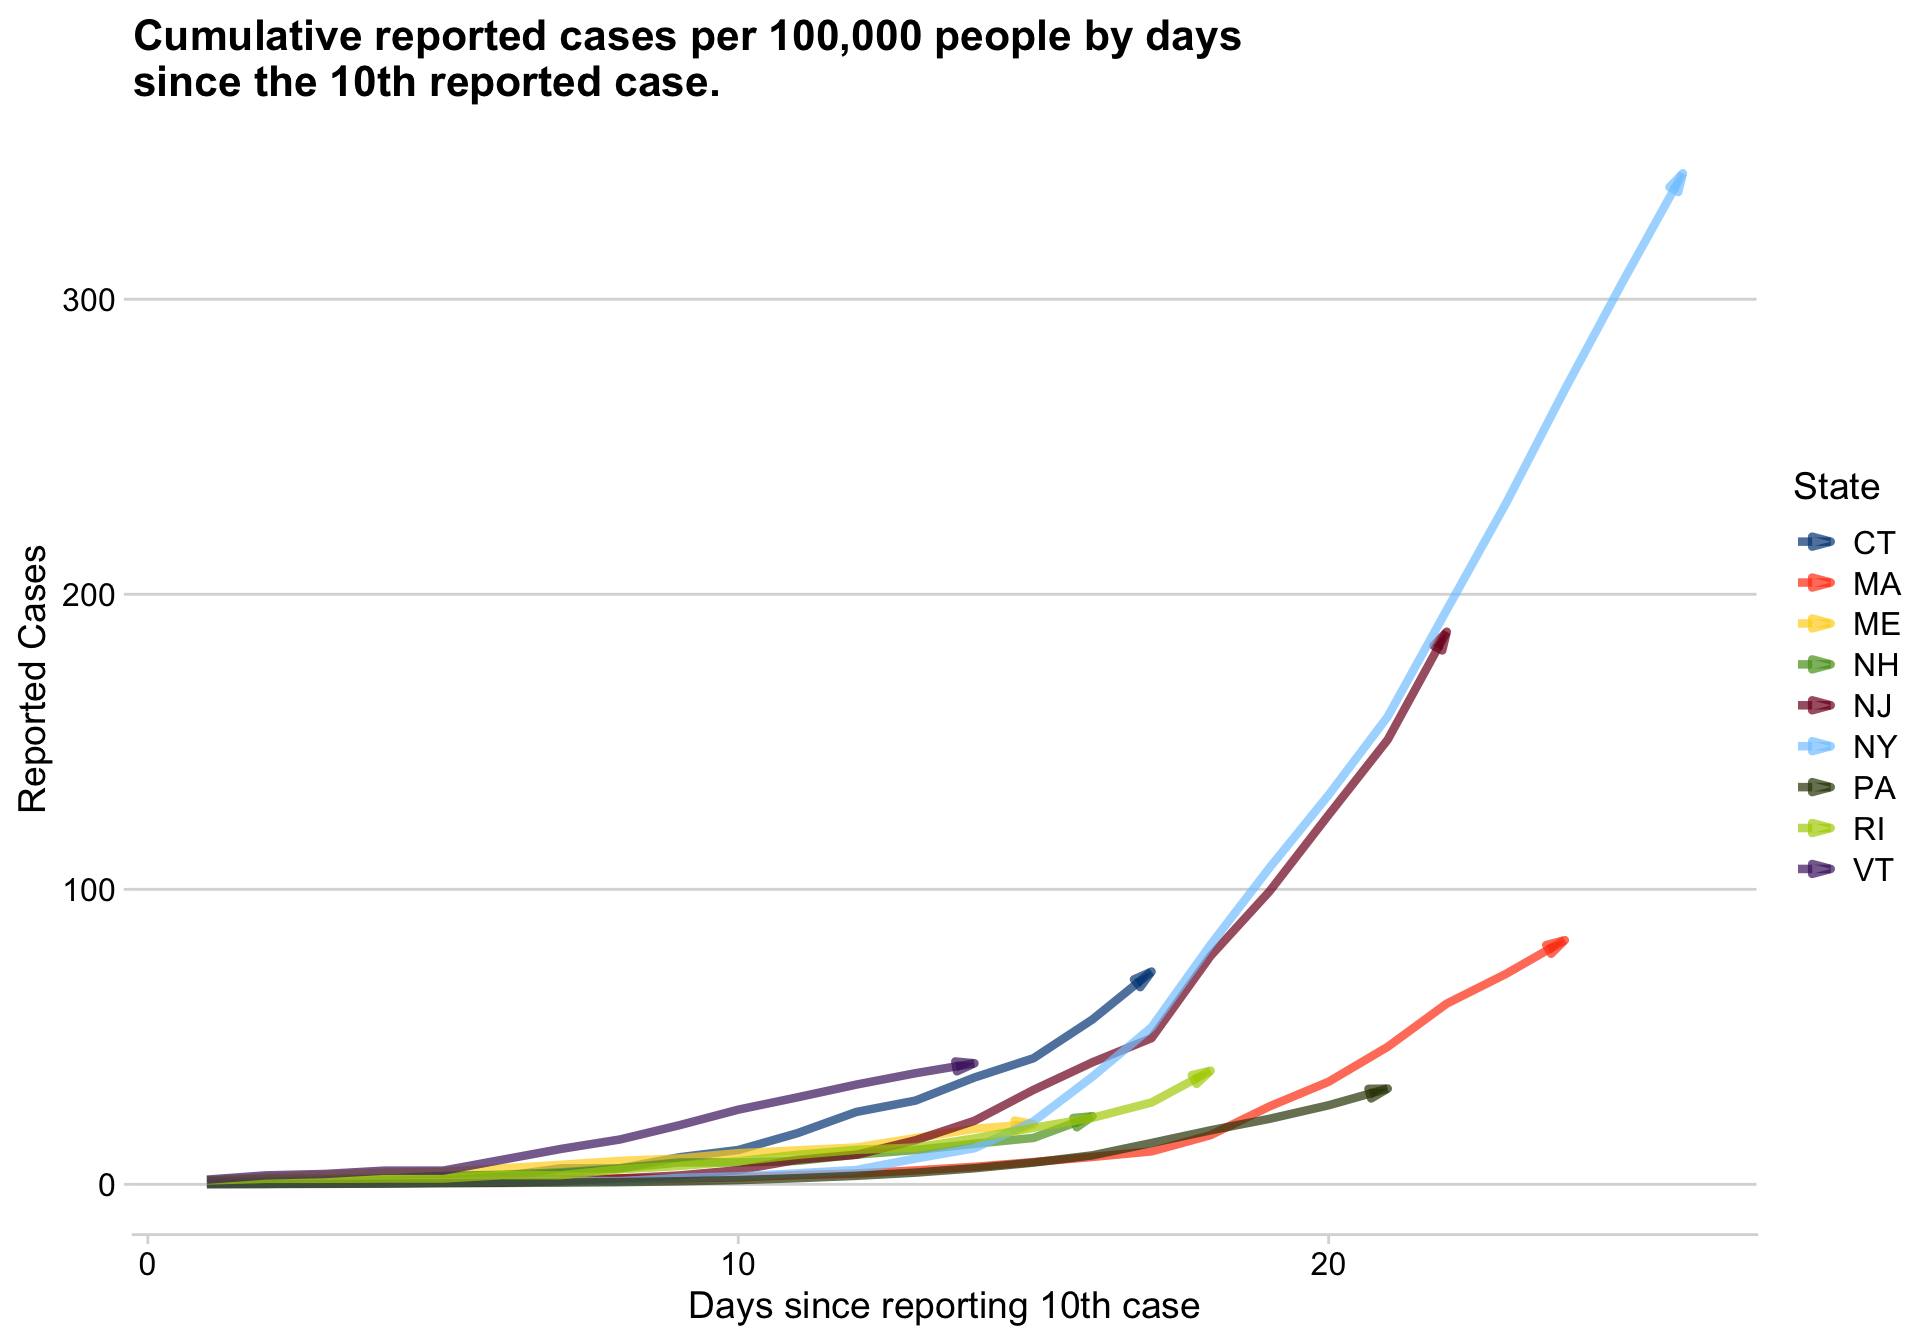 Cumulative reported cases per 100,000 people by days
since the 10th reported case.
Reported Cases
300
200
100
0
0
10
20
Days since reporting 10th case
State
CT
MA
ME
NH
NJ
NY
PA
RI
VT